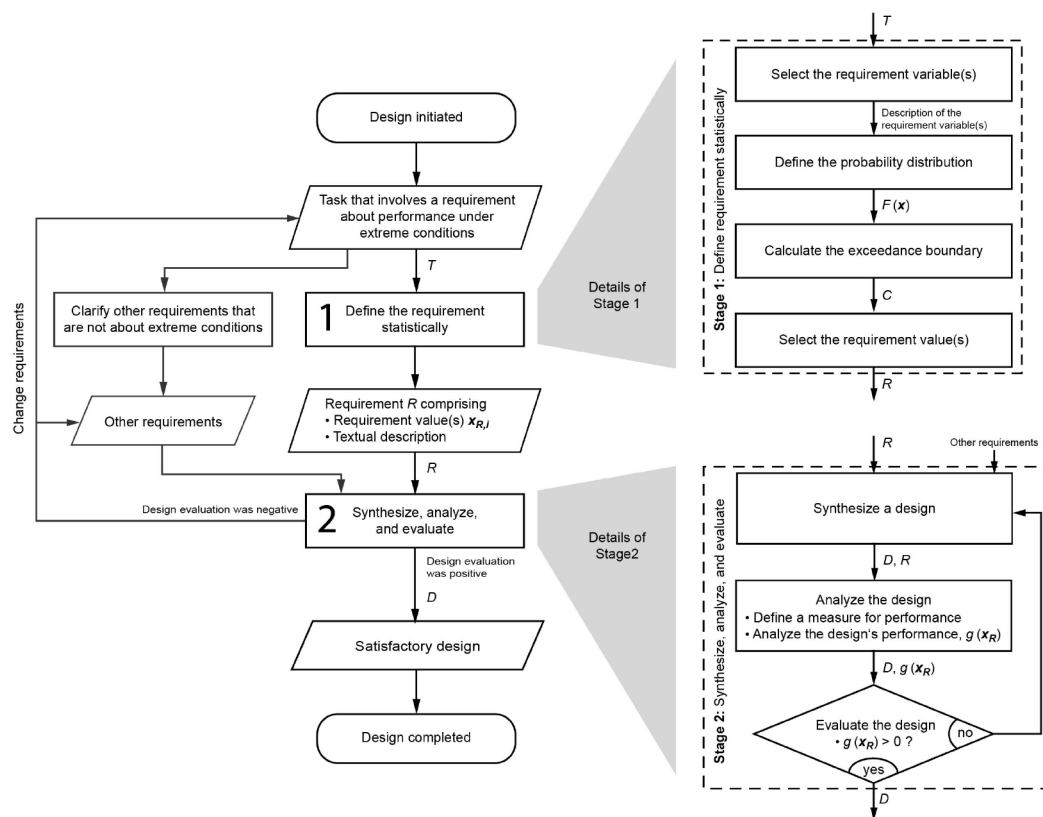 Design initiated
Task that involves a requirement
about performance under
extreme conditions
T
Clarify other requirements that
are not about extreme conditions
1
Define the requirement
statistically
Change requirements
Other requirements
Requirement R comprising
• Requirement value(s) x_R,i
• Textual description
R
Design evaluation was negative
2
Synthesize, analyze,
and evaluate
Design evaluation
was positive
D
Satisfactory design
Design completed
Details of
Stage 1
Details of
Stage2
T
Stage 1: Define requirement statistically
Select the requirement variable(s)
Description of the
requirement variable(s)
Define the probability distribution
F (x)
Calculate the exceedance boundary
C
Select the requirement value(s)
R
R
Other requirements
Stage 2: Synthesize, analyze, and evaluate
Synthesize a design
D, R
Analyze the design
• Define a measure for performance
• Analyze the design's performance, g (x_R)
D, g (x_R)
Evaluate the design
• g (x_R) > 0 ?
no
yes
D